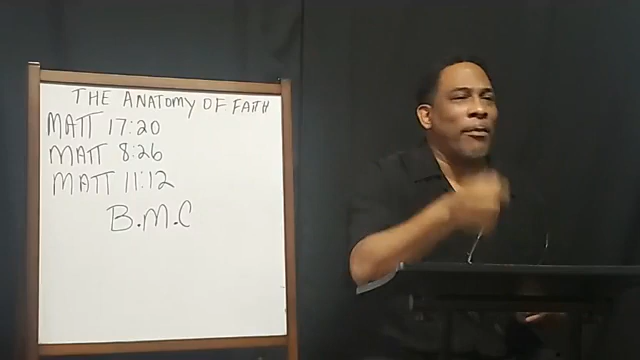 THE ANATOMY OF FAITH
MATT 17:20
MATT 8:26
MATT 11:12
B.M.C